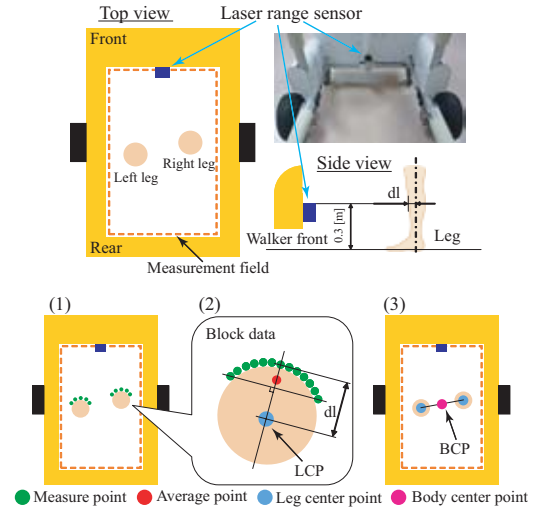 Top view
Laser range sensor
Front
Left leg
Right leg
Rear
Measurement field
Side view
dl
0.3 [m]
Walker front
Leg
(1)
(2)
(3)
Block data
dl
LCP
BCP
Measure point
Average point
Leg center point
Body center point